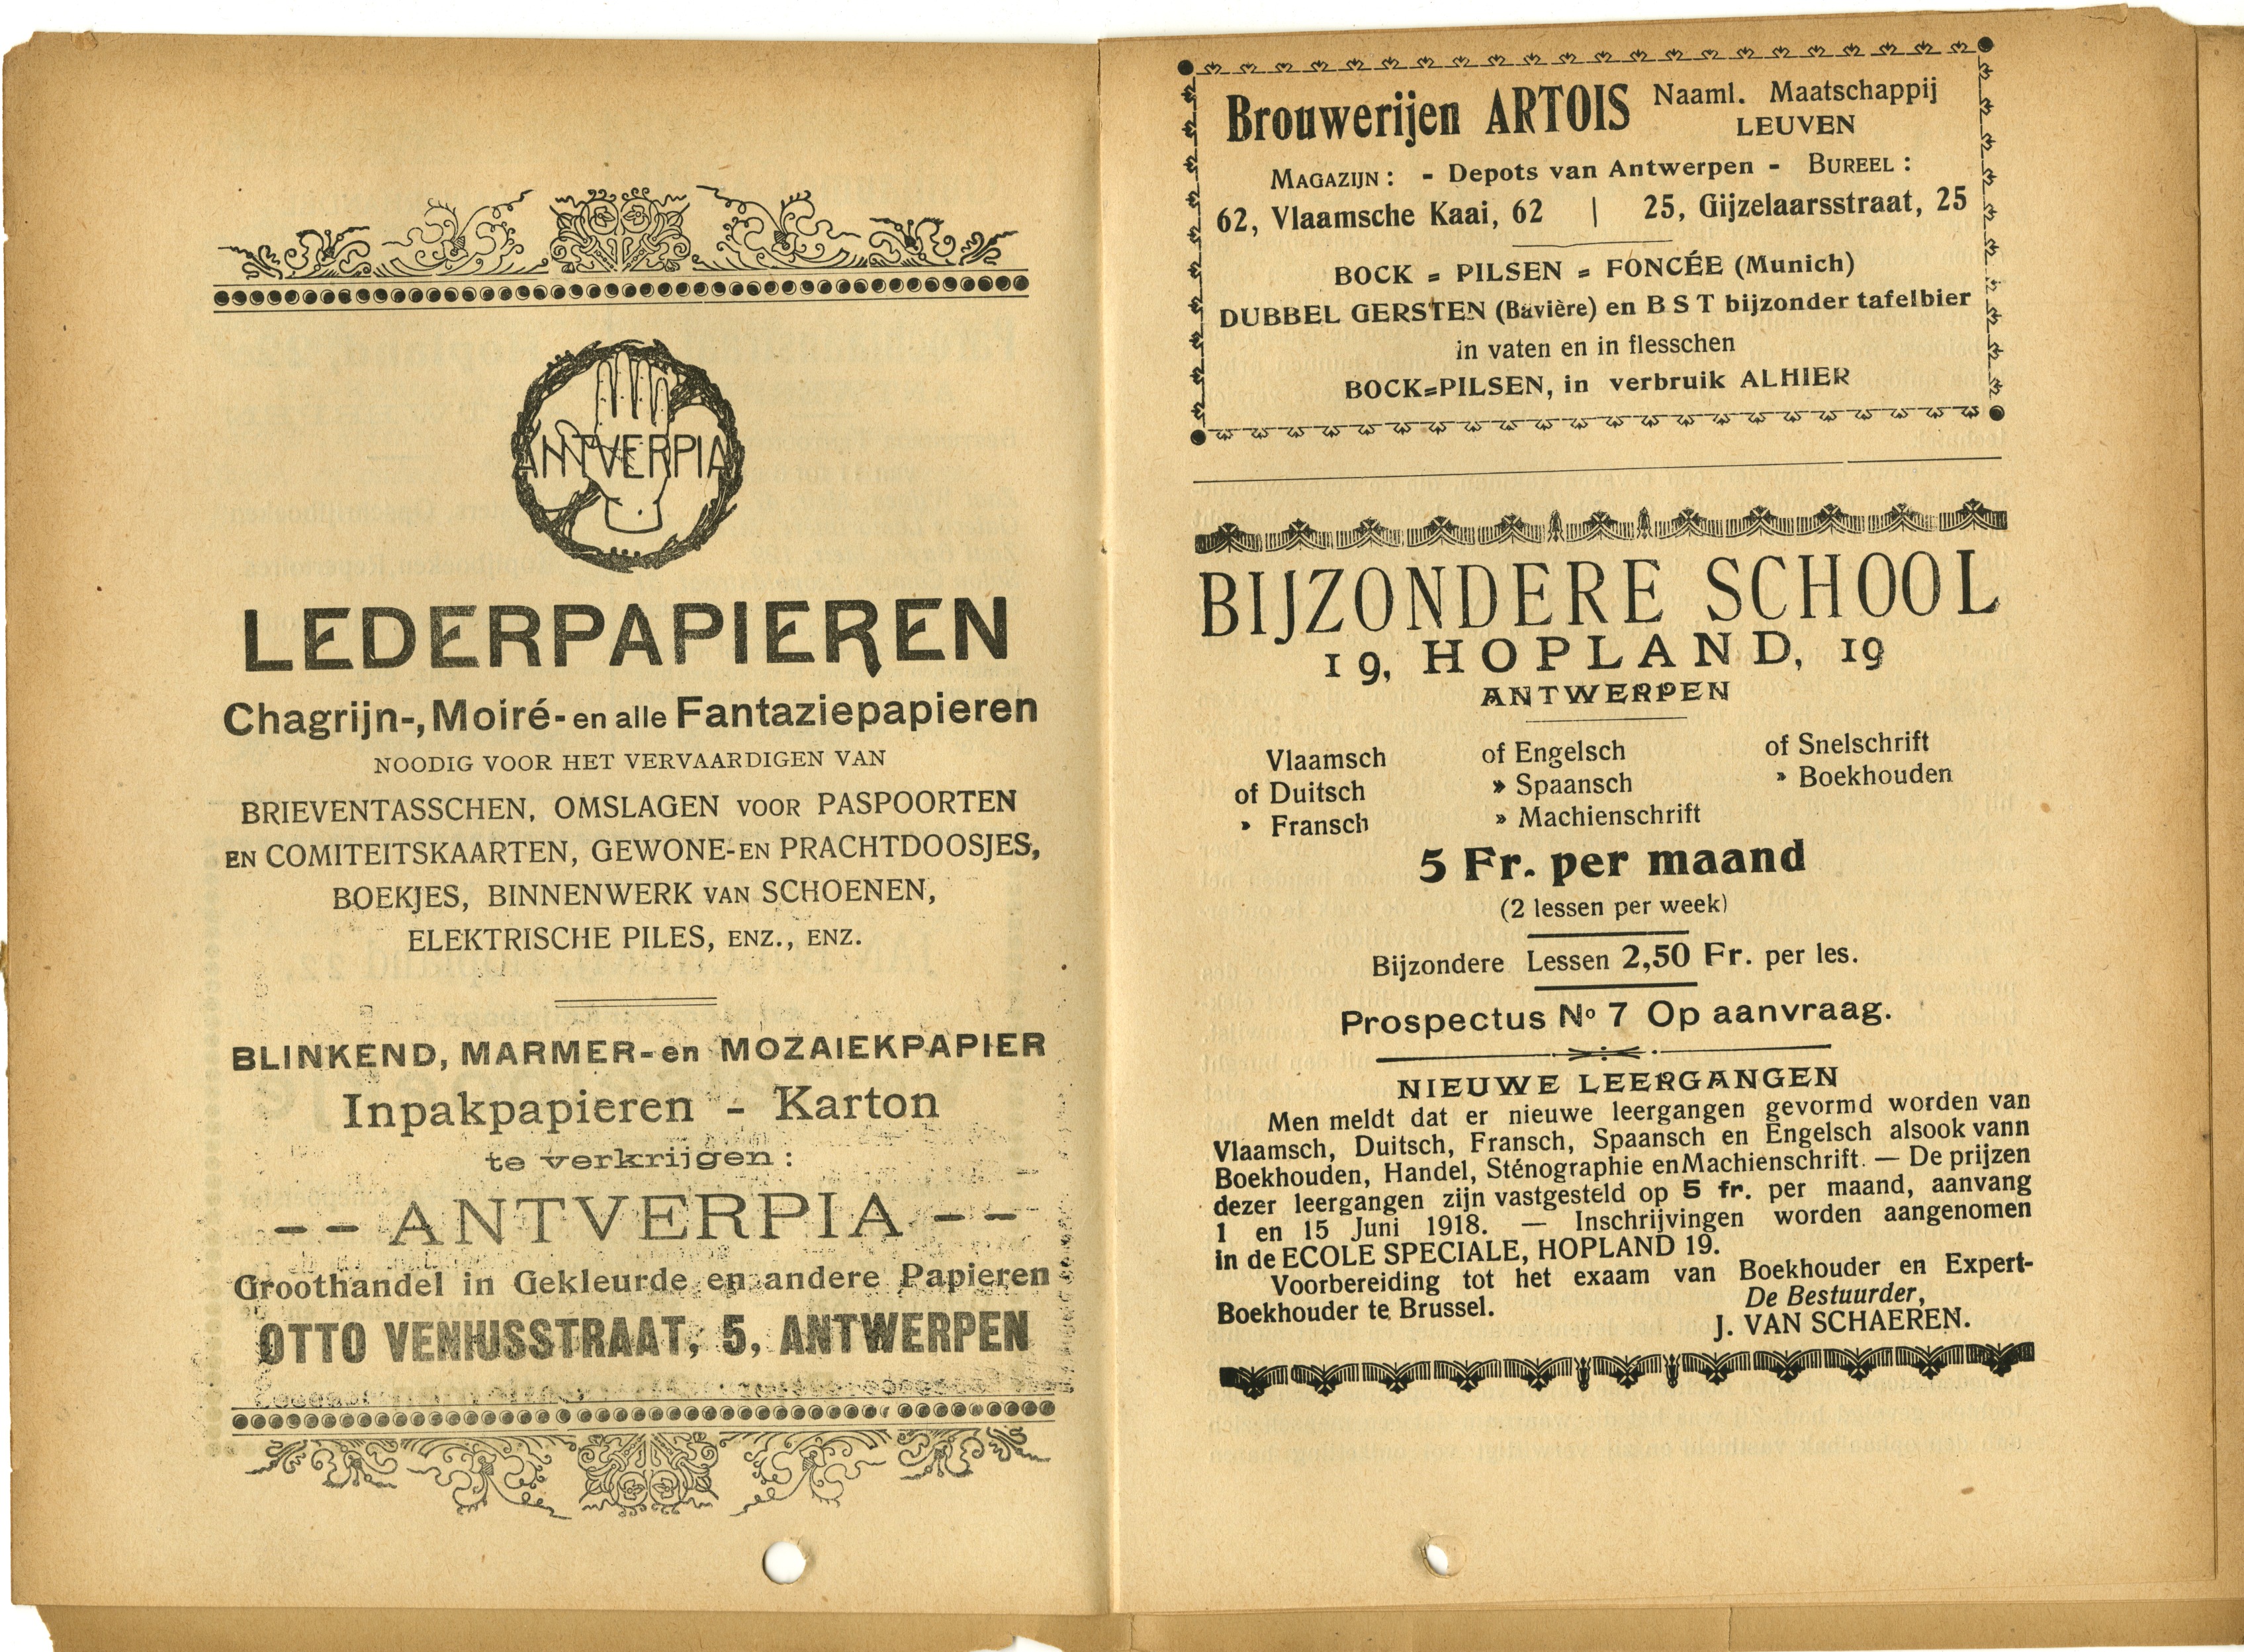 ANTVERPIA
LEDERPAPIEREN
Chagrijn-, Moiré- en alle Fantaziepapieren
NOODIG VOOR HET VERVAARDIGEN VAN
BRIEVENTASSCHEN, OMSLAGEN VOOR PASPOORTEN
EN COMITEITSKAARTEN, GEWONE- EN PRACHTDOOSJES,
BOEKJES, BINNENWERK VAN SCHOENEN,
ELEKTRISCHE PILES, ENZ., ENZ.
BLINKEND, MARMER- en MOZAIEKPAPIER
Inpakpapieren - Karton
te verkrijgen:
-- ANTVERPIA --
Groothandel in Gekleurde en andere Papieren
OTTO VENIUSSTRAAT, 5, ANTWERPEN
Brouwerijen ARTOIS Naaml. Maatschappij
LEUVEN
MAGAZIJN: - Depots van Antwerpen - BUREEL:
62, Vlaamsche Kaai, 62 | 25, Gijzelaarsstraat, 25
BOCK = PILSEN = FONCÉE (Munich)
DUBBEL GERSTEN (Bavière) en BST bijzonder tafelbier
in vaten en in flesschen
BOCK=PILSEN, in verbruik ALHIER
BIJZONDERE SCHOOL
19, HOPLAND, 19
ANTWERPEN
Vlaamsch of Engelsch of Snelschrift
of Duitsch » Spaansch » Boekhouden
» Fransch » Machienschrift
5 Fr. per maand
(2 lessen per week)
Bijzondere Lessen 2,50 Fr. per les.
Prospectus No 7 Op aanvraag.
NIEUWE LEERGANGEN
Men meldt dat er nieuwe leergangen gevormd worden van
Vlaamsch, Duitsch, Fransch, Spaansch en Engelsch alsook vann
Boekhouden, Handel, Sténographie en Machienschrift. — De prijzen
dezer leergangen zijn vastgesteld op 5 fr. per maand, aanvang
1 en 15 Juni 1918. — Inschrijvingen worden aangenomen
in de ECOLE SPECIALE, HOPLAND 19.
Voorbereiding tot het exaam van Boekhouder en Expert-
Boekhouder te Brussel.
De Bestuurder,
J. VAN SCHAEREN.